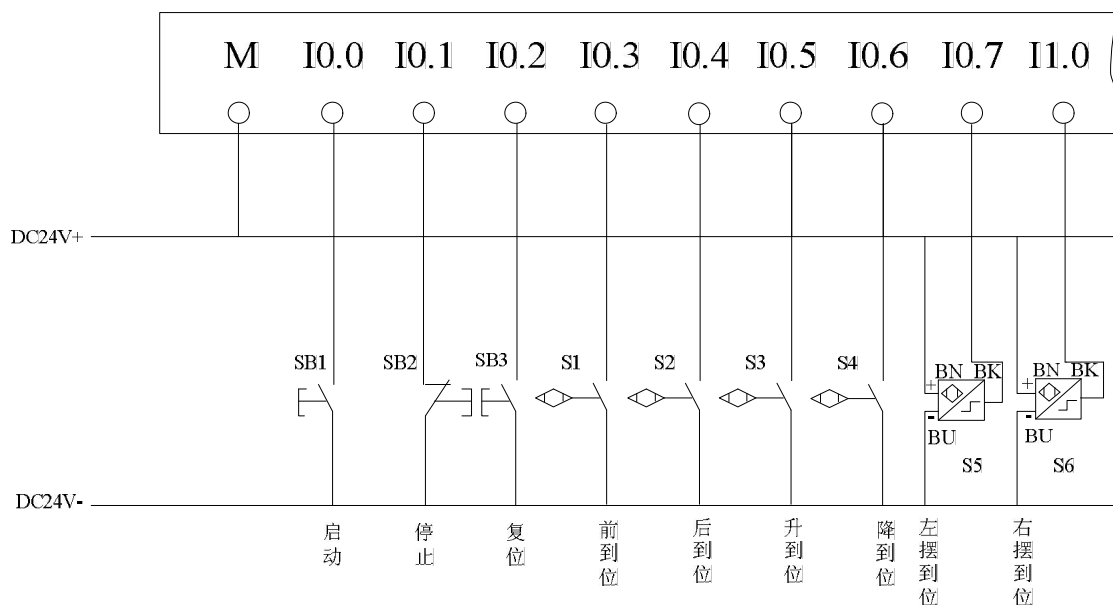 M I0.0 I0.1 I0.2 I0.3 I0.4 I0.5 I0.6 I0.7 I1.0
DC24V+
SB1 SB2 SB3 S1 S2 S3 S4
BN BK BN BK
+ +
- -
BU BU
S5 S6
DC24V-
启动
停止
复位
前到位
后到位
升到位
降到位
左摆到位
右摆到位